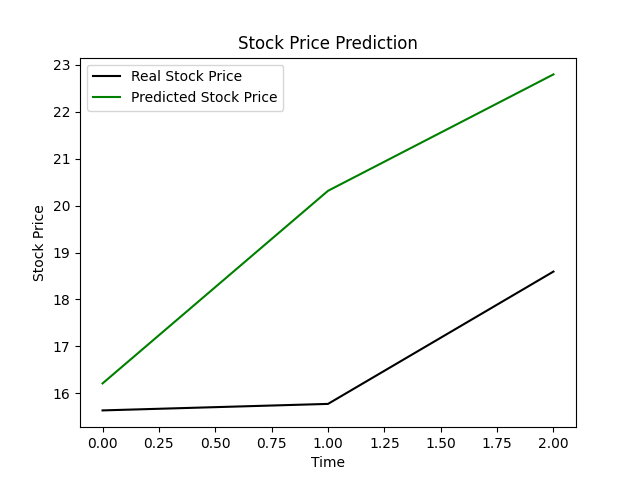 Stock Price Prediction
Real Stock Price
Predicted Stock Price
Stock Price
23
22
21
20
19
18
17
16
0.00 0.25 0.50 0.75 1.00 1.25 1.50 1.75 2.00
Time